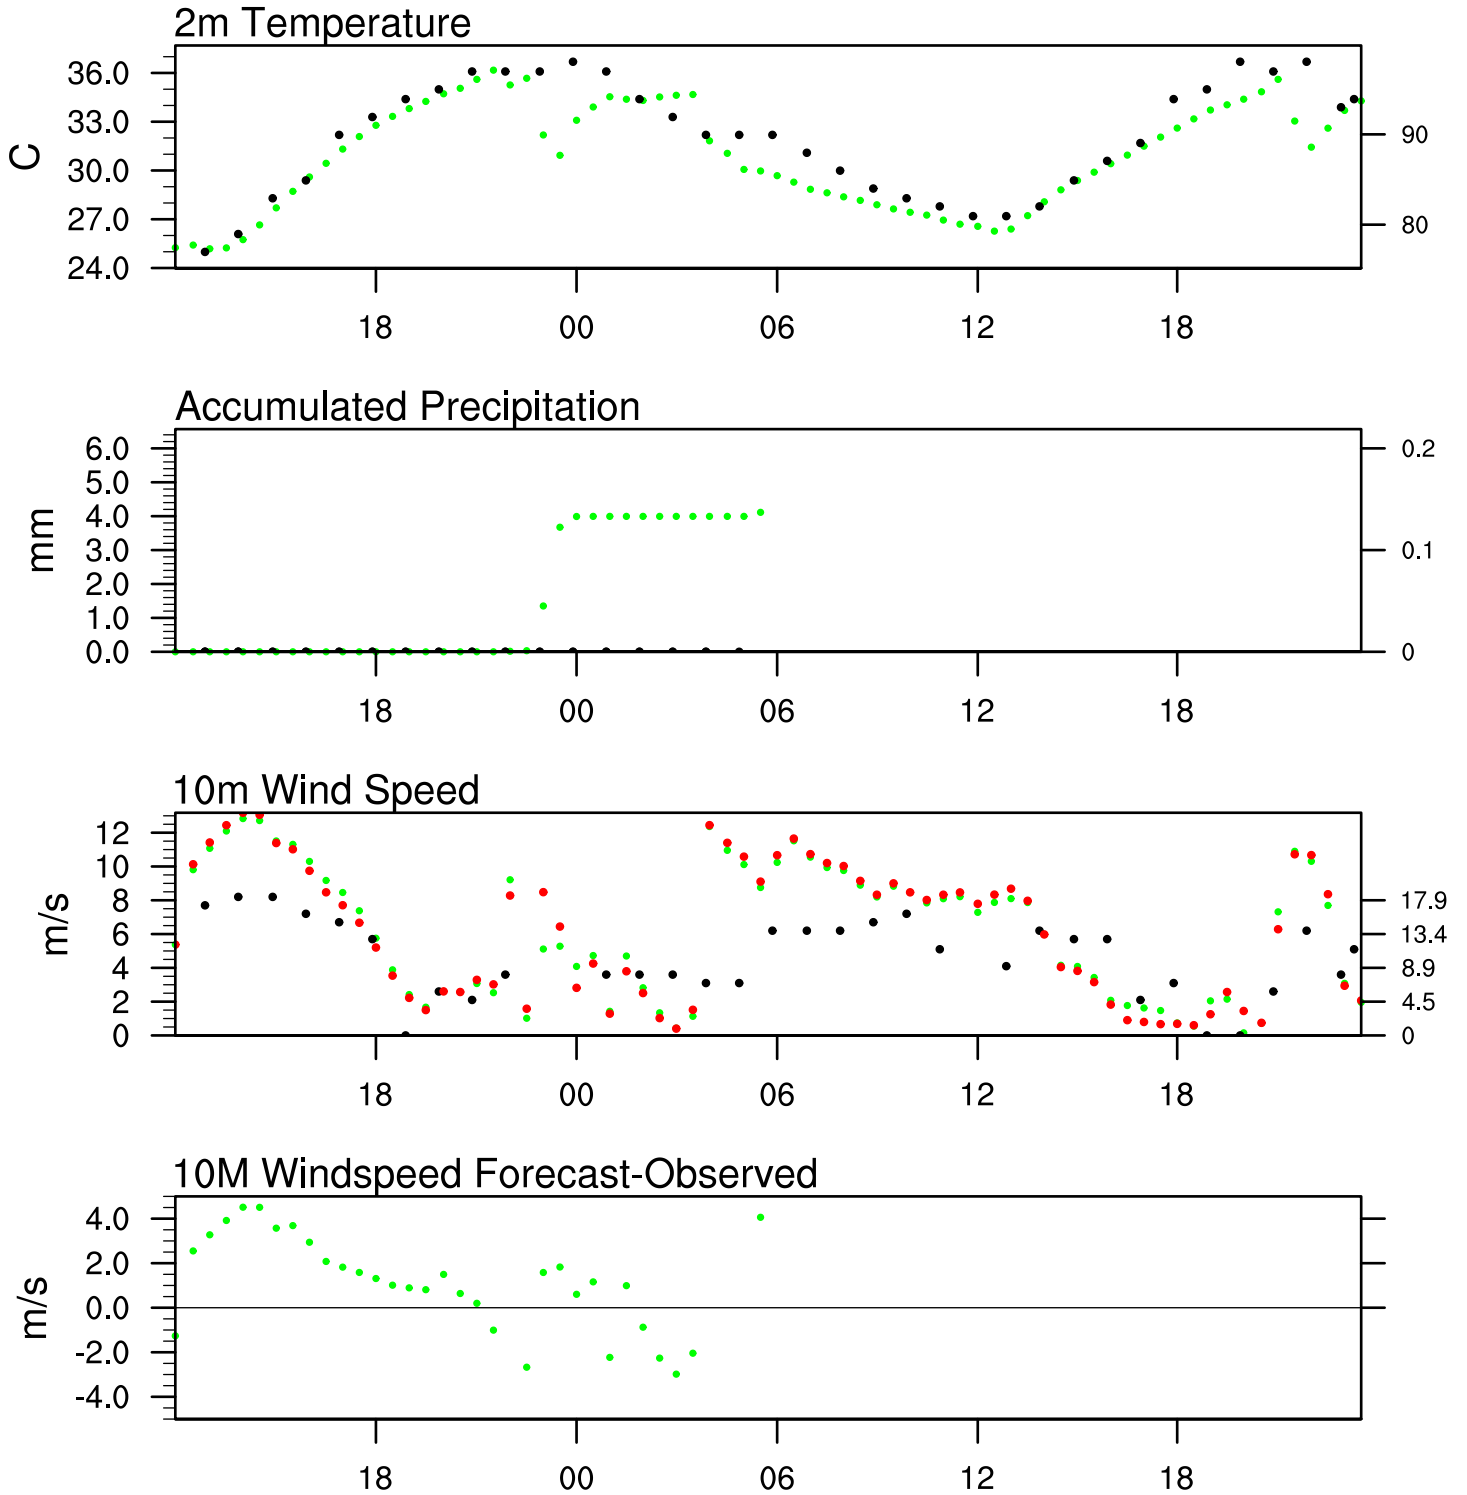 2m Temperature
36.0
33.0
30.0
27.0
24.0
C
90
80
18 00 06 12 18
Accumulated Precipitation
6.0
5.0
4.0
3.0
2.0
1.0
0.0
mm
0.2
0.1
0
18 00 06 12 18
10m Wind Speed
12
10
8
6
4
2
0
m/s
17.9
13.4
8.9
4.5
0
18 00 06 12 18
10M Windspeed Forecast-Observed
4.0
2.0
0.0
-2.0
-4.0
m/s
18 00 06 12 18